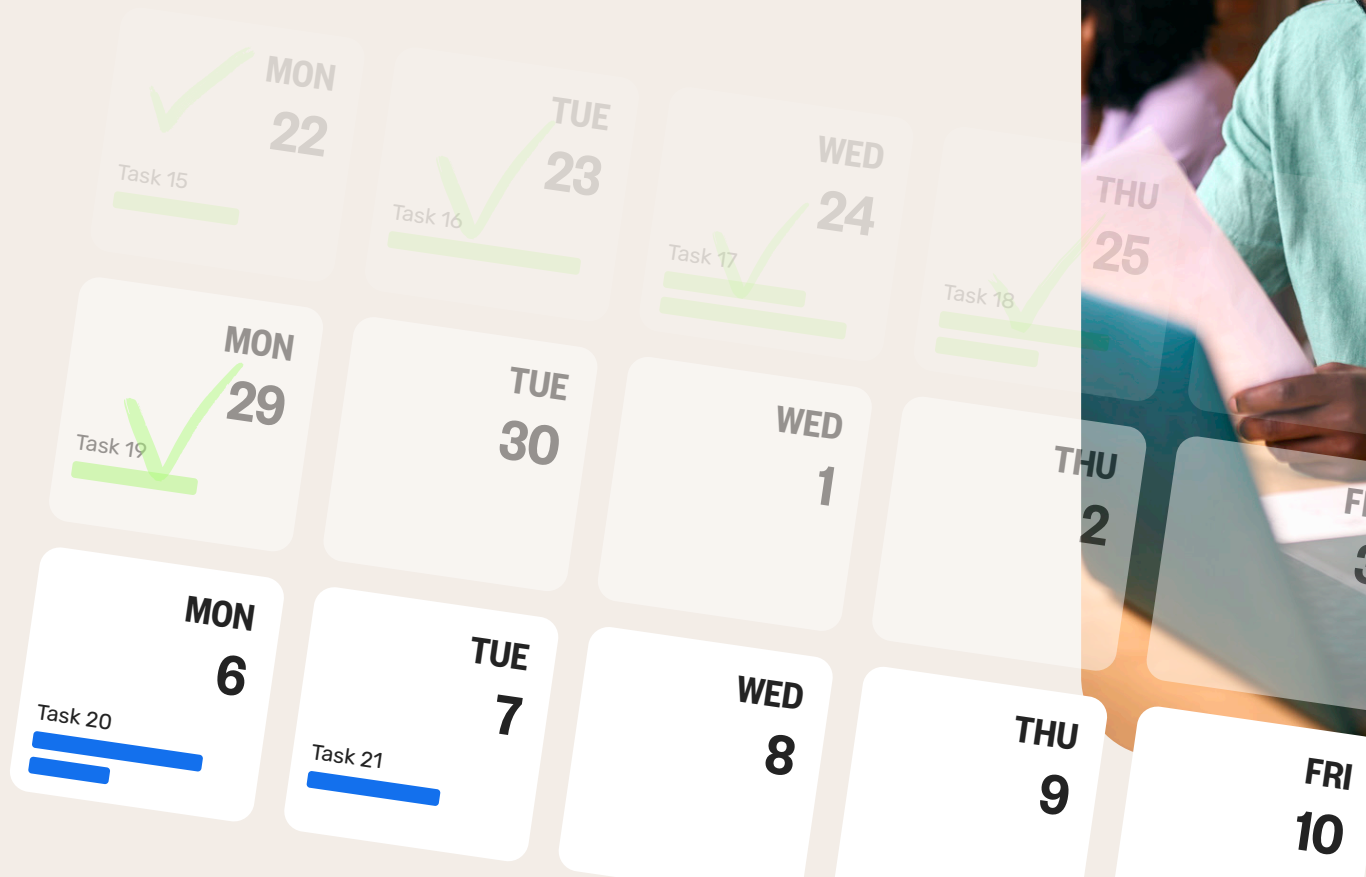 MON
22
Task 15
TUE
23
Task 16
WED
24
Task 17
THU
25
Task 18
MON
29
Task 19
TUE
30
WED
1
THU
2
MON
6
Task 20
TUE
7
Task 21
WED
8
THU
9
FRI
10